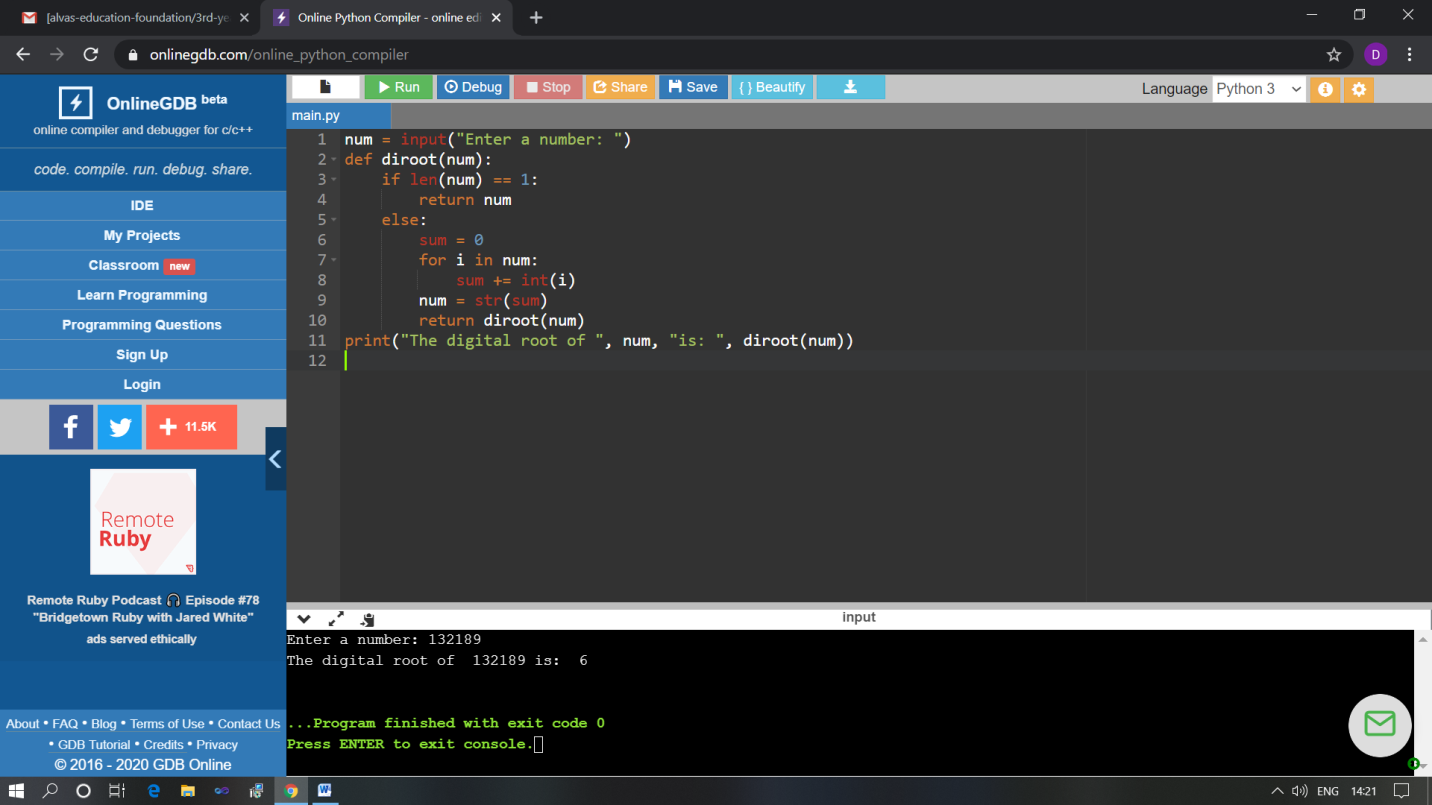 [alvas-education-foundation/3rd-ye
Online Python Compiler - online edi
onlinegdb.com/online_python_compiler
D
OnlineGDB beta
online compiler and debugger for c/c++
code. compile. run. debug. share.
IDE
My Projects
Classroom new
Learn Programming
Programming Questions
Sign Up
Login
11.5K
Remote
Ruby
Remote Ruby Podcast 🎧 Episode #78
"Bridgetown Ruby with Jared White"
ads served ethically
About • FAQ • Blog • Terms of Use • Contact Us
• GDB Tutorial • Credits • Privacy
© 2016 - 2020 GDB Online
Run Debug Stop Share Save { } Beautify Language Python 3
main.py
1 num = input("Enter a number: ")
2 def diroot(num):
3     if len(num) == 1:
4         return num
5     else:
6         sum = 0
7         for i in num:
8             sum += int(i)
9         num = str(sum)
10         return diroot(num)
11 print("The digital root of ", num, "is: ", diroot(num))
12
input
Enter a number: 132189
The digital root of  132189 is:  6
...Program finished with exit code 0
Press ENTER to exit console.
ENG 14:21